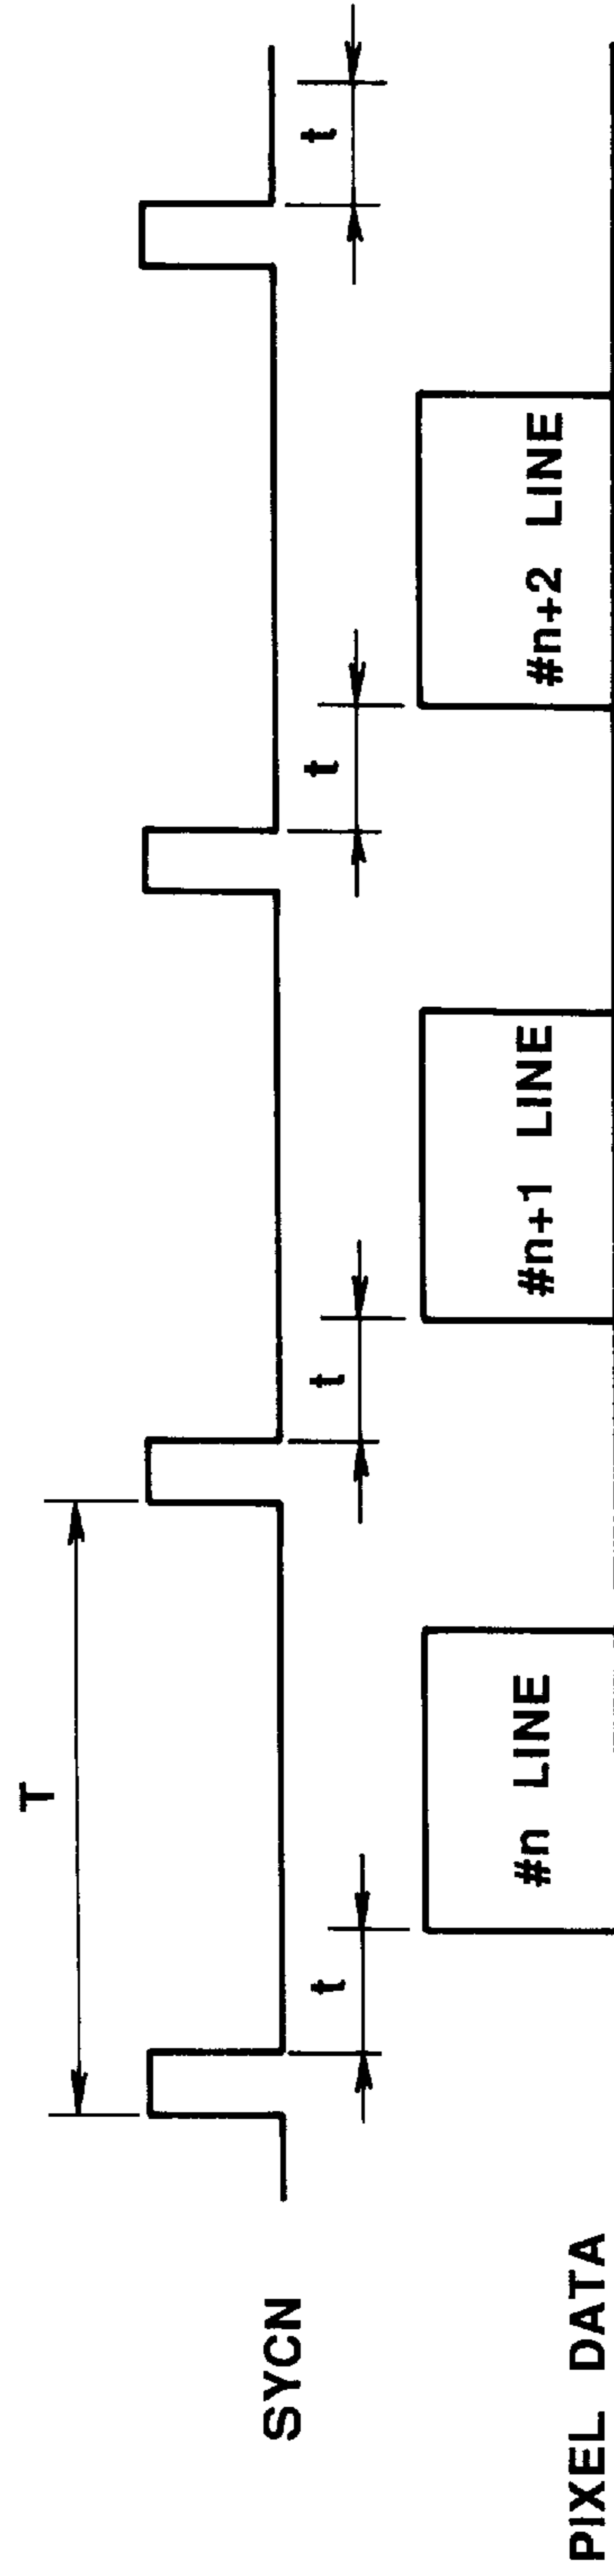 T
SYCN
t
t
t
t
PIXEL DATA
#n LINE
#n+1 LINE
#n+2 LINE